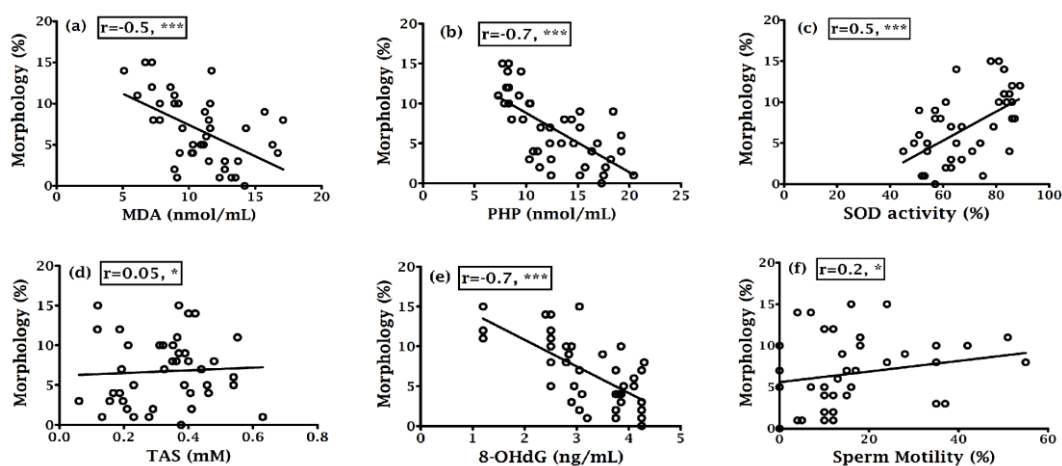 (a) r=-0.5, ***
Morphology (%)
20
15
10
5
0
0 5 10 15 20
MDA (nmol/mL)
(b) r=-0.7, ***
Morphology (%)
20
15
10
5
0
0 5 10 15 20 25
PHP (nmol/mL)
(c) r=0.5, ***
Morphology (%)
20
15
10
5
0
20 40 60 80 100
SOD activity (%)
(d) r=0.05, *
Morphology (%)
20
15
10
5
0
0.0 0.2 0.4 0.6 0.8
TAS (mM)
(e) r=-0.7, ***
Morphology (%)
20
15
10
5
0
0 1 2 3 4 5
8-OHdG (ng/mL)
(f) r=0.2, *
Morphology (%)
20
15
10
5
0
0 20 40 60
Sperm Motility (%)